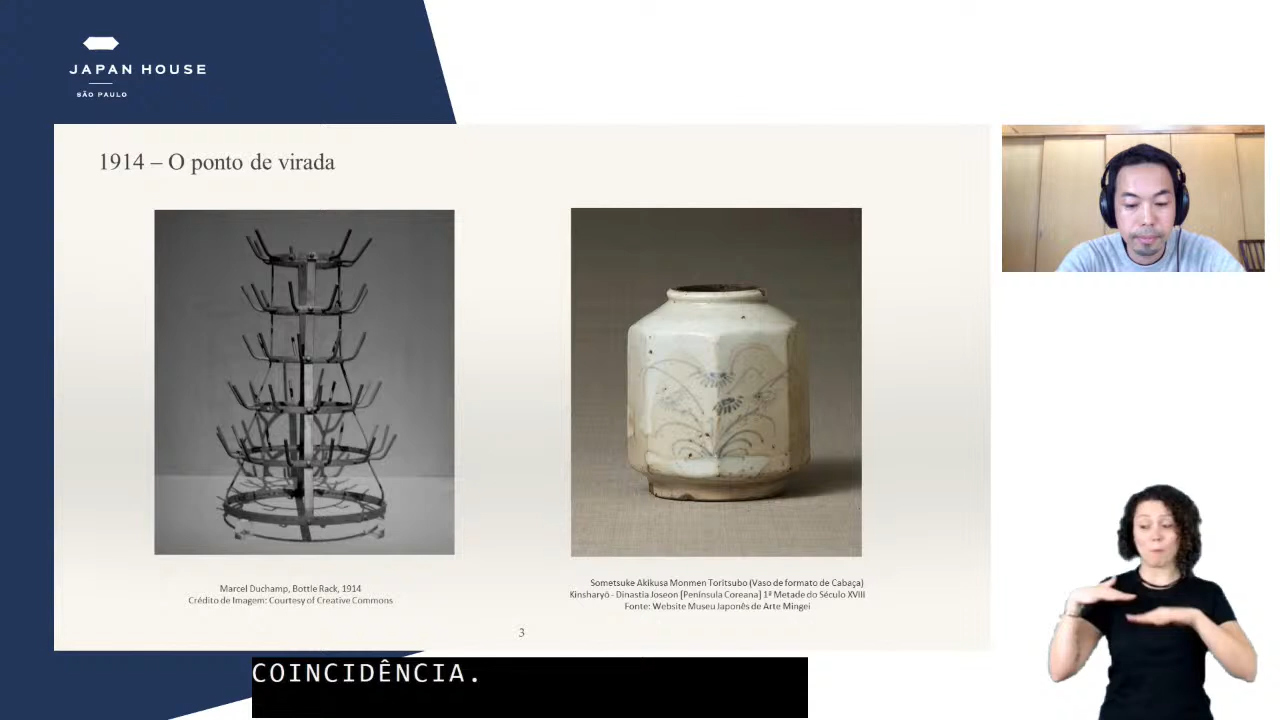 JAPAN HOUSE
SÃO PAULO
1914 – O ponto de virada
Marcel Duchamp, Bottle Rack, 1914
Crédito de Imagem: Courtesy of Creative Commons
Sometsuke Akikusa Monmen Toritsubo (Vaso de formato de Cabaça)
Kinsharyō - Dinastia Joseon [Península Coreana] 1ª Metade do Século XVIII
Fonte: Website Museu Japonês de Arte Mingei
3
COINCIDÊNCIA.